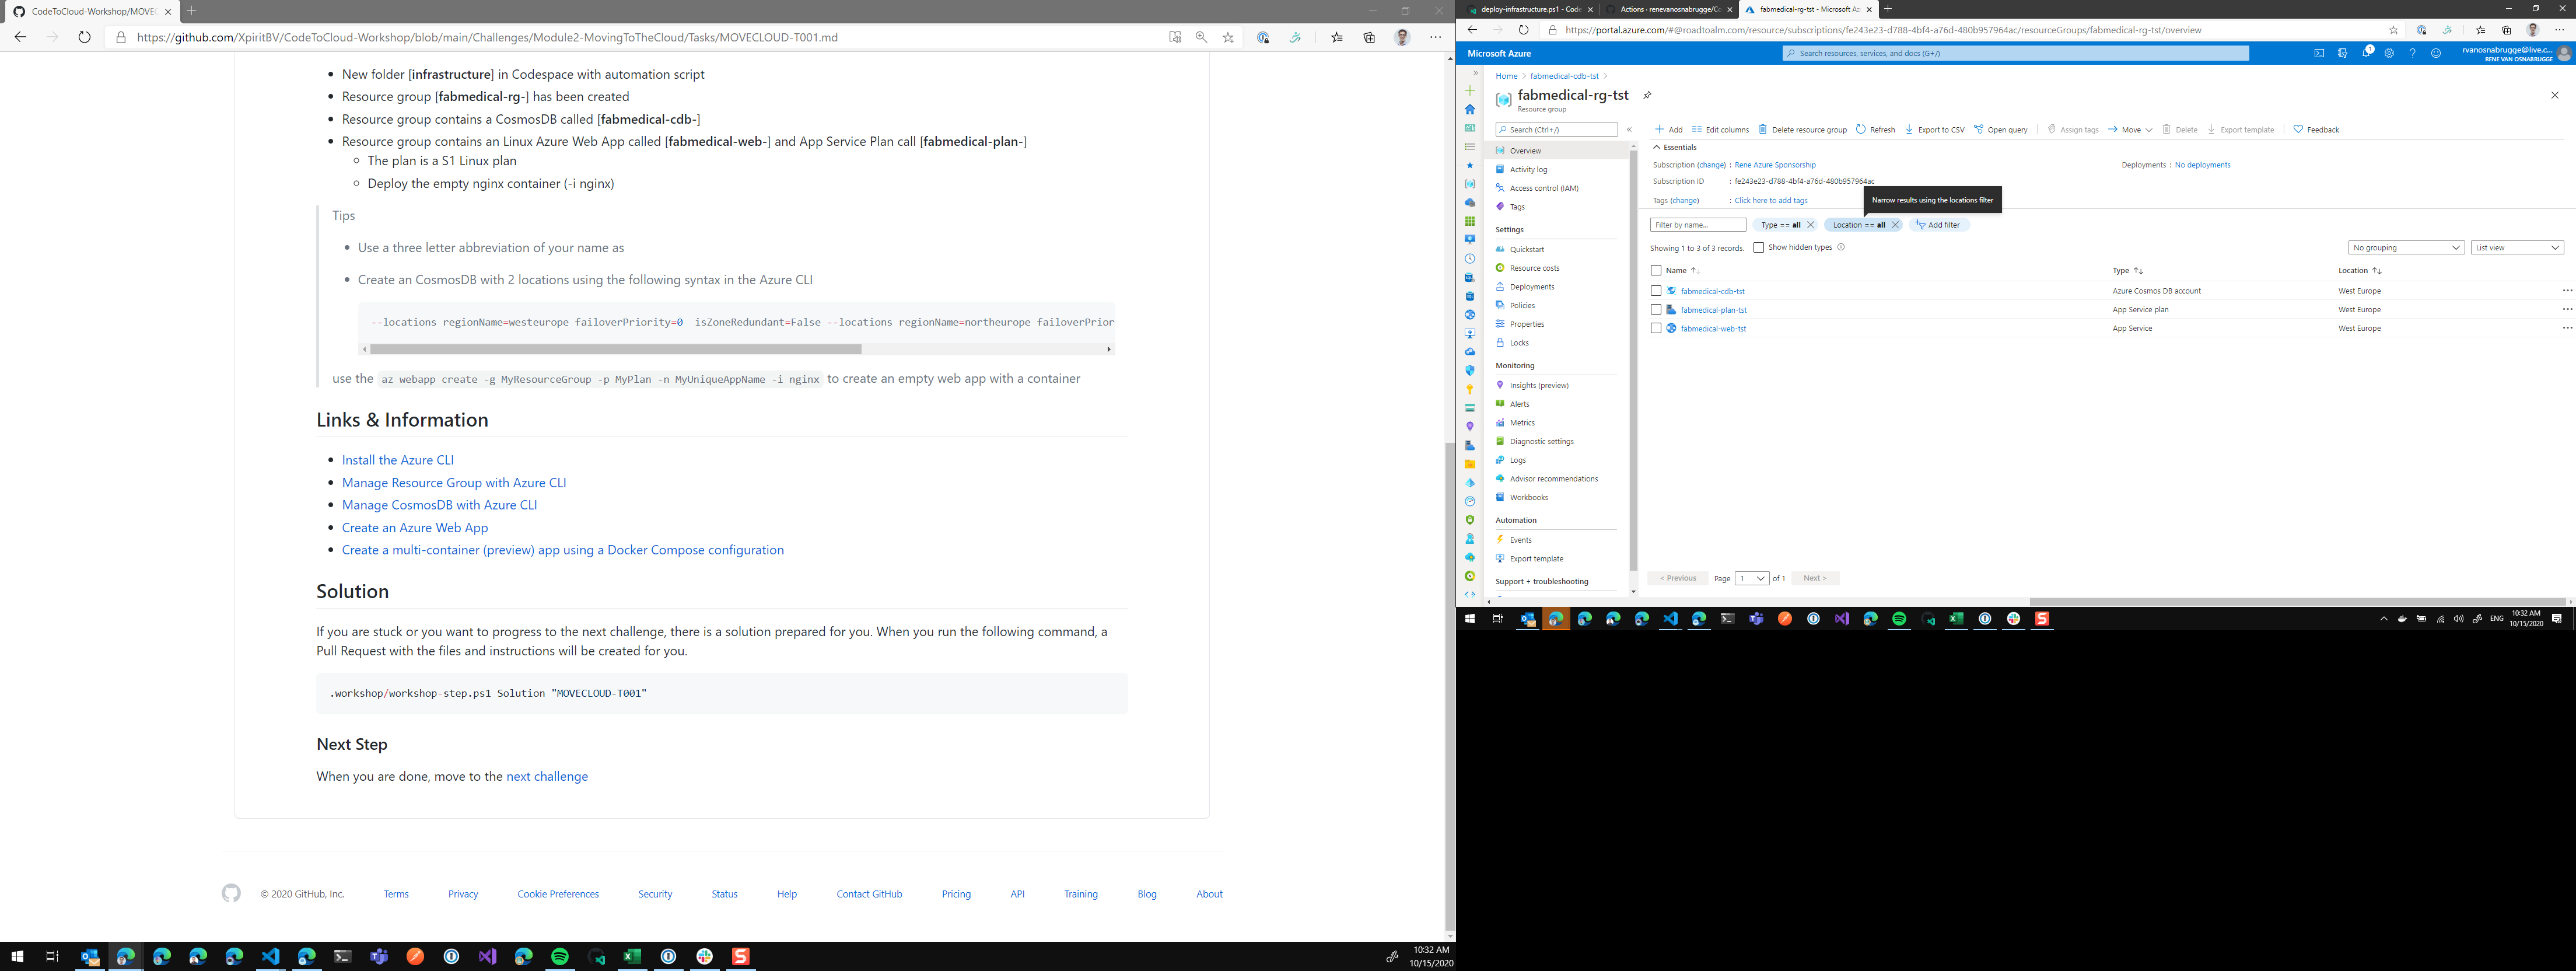 CodeToCloud-Workshop/MOVEC
https://github.com/XpiritBV/CodeToCloud-Workshop/blob/main/Challenges/Module2-MovingToTheCloud/Tasks/MOVECLOUD-T001.md
New folder [infrastructure] in Codespace with automation script
Resource group [fabmedical-rg-] has been created
Resource group contains a CosmosDB called [fabmedical-cdb-]
Resource group contains an Linux Azure Web App called [fabmedical-web-] and App Service Plan call [fabmedical-plan-]
The plan is a S1 Linux plan
Deploy the empty nginx container (-i nginx)
Tips
Use a three letter abbreviation of your name as
Create an CosmosDB with 2 locations using the following syntax in the Azure CLI
--locations regionName=westeurope failoverPriority=0  isZoneRedundant=False --locations regionName=northeurope failoverPrior
use the az webapp create -g MyResourceGroup -p MyPlan -n MyUniqueAppName -i nginx to create an empty web app with a container
Links & Information
Install the Azure CLI
Manage Resource Group with Azure CLI
Manage CosmosDB with Azure CLI
Create an Azure Web App
Create a multi-container (preview) app using a Docker Compose configuration
Solution
If you are stuck or you want to progress to the next challenge, there is a solution prepared for you. When you run the following command, a
Pull Request with the files and instructions will be created for you.
.workshop/workshop-step.ps1 Solution "MOVECLOUD-T001"
Next Step
When you are done, move to the next challenge
© 2020 GitHub, Inc. Terms Privacy Cookie Preferences Security Status Help Contact GitHub Pricing API Training Blog About
10:32 AM
10/15/2020
deploy-infrastructure.ps1 - Code
Actions · renevanosnabrugge/Co
fabmedical-rg-tst - Microsoft Az
https://portal.azure.com/#@roadtoalm.com/resource/subscriptions/fe243e23-d788-4bf4-a76d-480b957964ac/resourceGroups/fabmedical-rg-tst/overview
Microsoft Azure
Search resources, services, and docs (G+/)
1
rvanosnabrugge@live.c...
RENE VAN OSNABRUGGE
Home > fabmedical-cdb-tst >
fabmedical-rg-tst
Resource group
Search (Ctrl+/)
Overview
Activity log
Access control (IAM)
Tags
Settings
Quickstart
Resource costs
Deployments
Policies
Properties
Locks
Monitoring
Insights (preview)
Alerts
Metrics
Diagnostic settings
Logs
Advisor recommendations
Workbooks
Automation
Events
Export template
Support + troubleshooting
Add Edit columns Delete resource group Refresh Export to CSV Open query Assign tags Move Delete Export template Feedback
Essentials
Subscription (change) : Rene Azure Sponsorship
Deployments : No deployments
Subscription ID : fe243e23-d788-4bf4-a76d-480b957964ac
Tags (change) : Click here to add tags
Narrow results using the locations filter
Filter by name... Type == all Location == all Add filter
Showing 1 to 3 of 3 records. Show hidden types
No grouping List view
Name Type Location
fabmedical-cdb-tst Azure Cosmos DB account West Europe
fabmedical-plan-tst App Service plan West Europe
fabmedical-web-tst App Service West Europe
< Previous Page 1 of 1 Next >
ENG
10:32 AM
10/15/2020